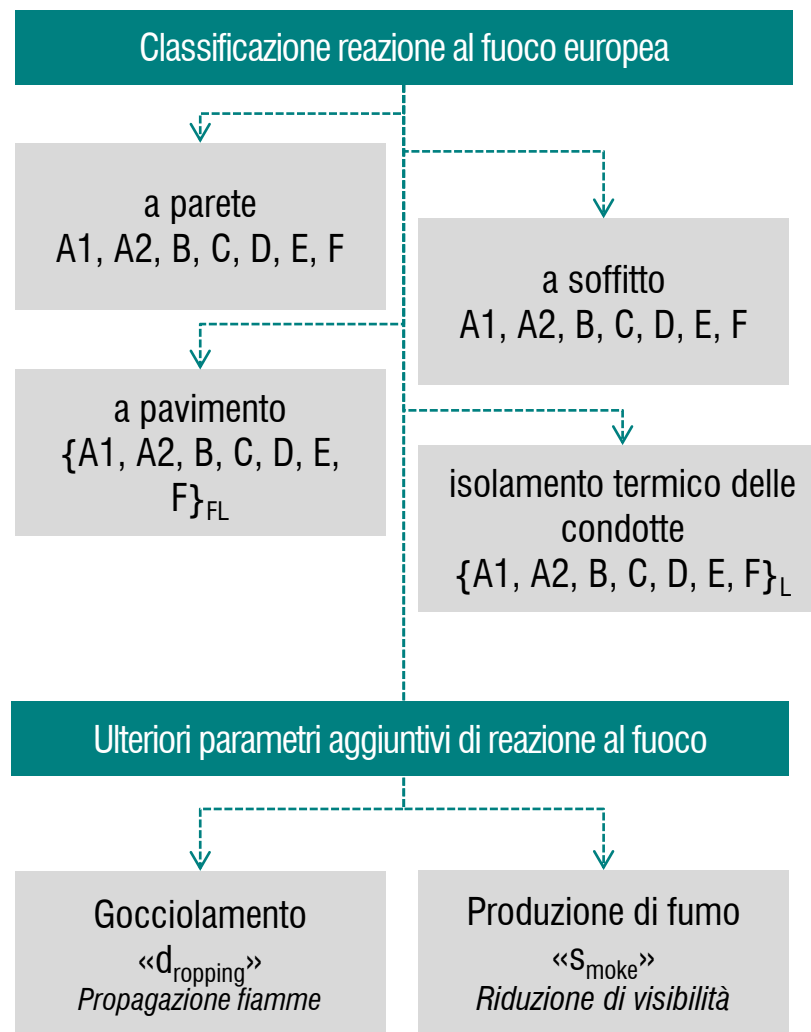 Classificazione reazione al fuoco europea
a parete
A1, A2, B, C, D, E, F
a soffitto
A1, A2, B, C, D, E, F
a pavimento
{A1, A2, B, C, D, E,
F}FL
isolamento termico delle
condotte
{A1, A2, B, C, D, E, F}L
Ulteriori parametri aggiuntivi di reazione al fuoco
Gocciolamento
«dropping»
Propagazione fiamme
Produzione di fumo
«smoke»
Riduzione di visibilità